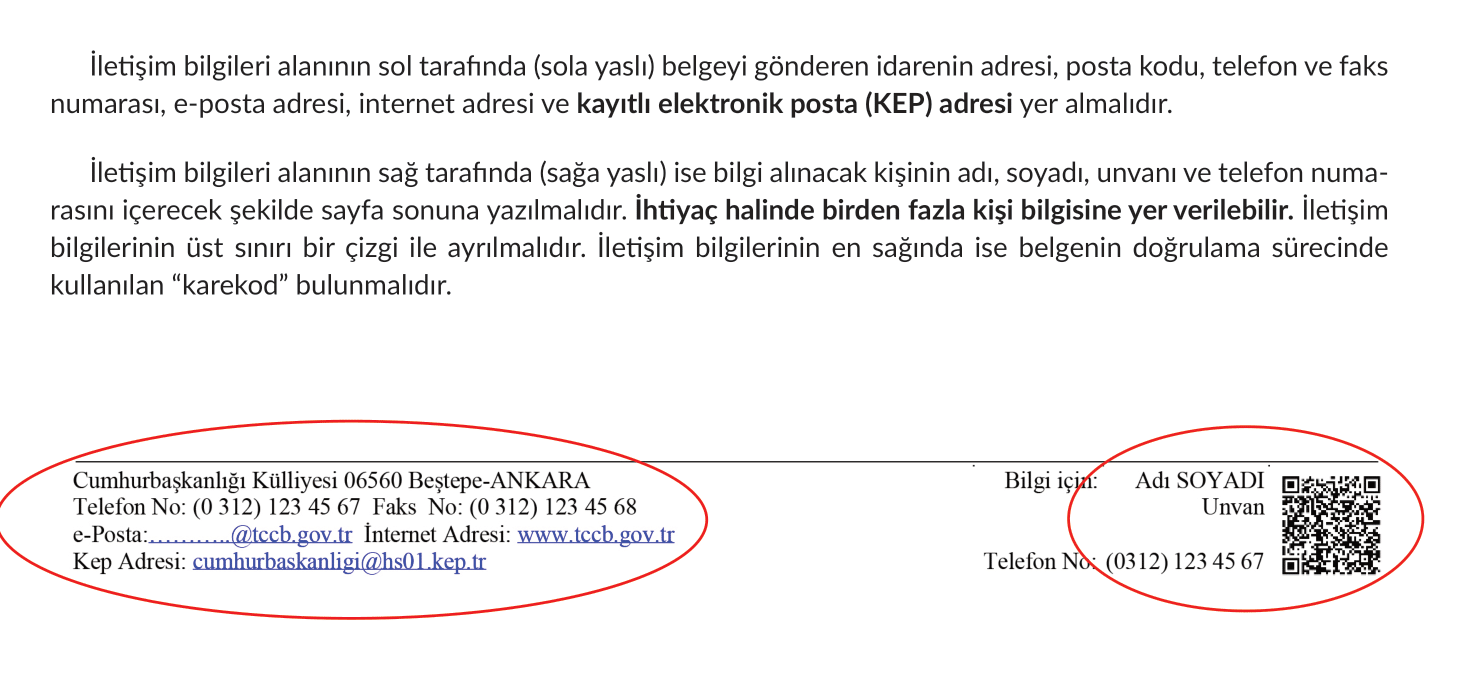 İletişim bilgileri alanının sol tarafında (sola yaslı) belgeyi gönderen idarenin adresi, posta kodu, telefon ve faks
numarası, e-posta adresi, internet adresi ve kayıtlı elektronik posta (KEP) adresi yer almalıdır.
İletişim bilgileri alanının sağ tarafında (sağa yaslı) ise bilgi alınacak kişinin adı, soyadı, unvanı ve telefon numa-
rasını içerecek şekilde sayfa sonuna yazılmalıdır. İhtiyaç halinde birden fazla kişi bilgisine yer verilebilir. İletişim
bilgilerinin üst sınırı bir çizgi ile ayrılmalıdır. İletişim bilgilerinin en sağında ise belgenin doğrulama sürecinde
kullanılan “karekod” bulunmalıdır.
Cumhurbaşkanlığı Külliyesi 06560 Beştepe-ANKARA
Telefon No: (0 312) 123 45 67 Faks No: (0 312) 123 45 68
e-Posta:………..@tccb.gov.tr İnternet Adresi: www.tccb.gov.tr
Kep Adresi: cumhurbaskanligi@hs01.kep.tr
Bilgi için: Adı SOYADI
Unvan
Telefon No: (0312) 123 45 67